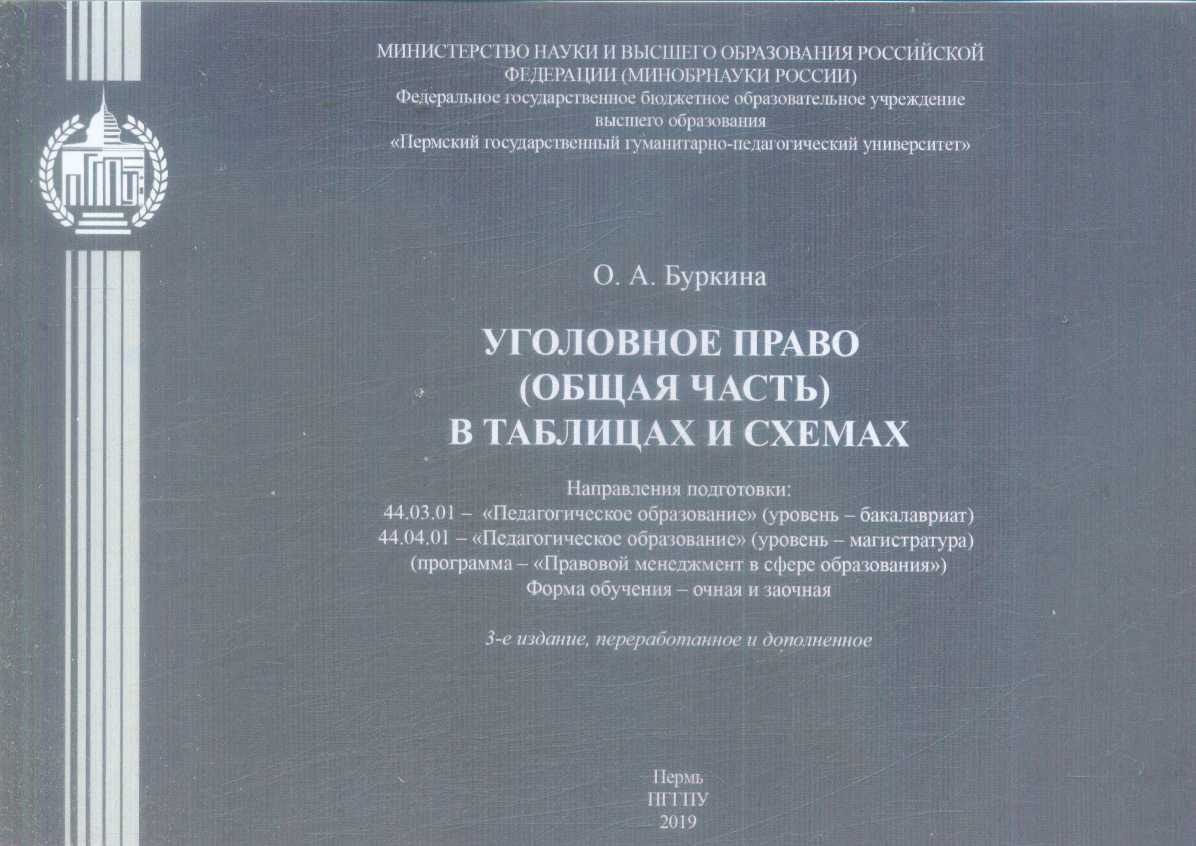 МИНИСТЕРСТВО НАУКИ И ВЫСШЕГО ОБРАЗОВАНИЯ РОССИЙСКОЙ
ФЕДЕРАЦИИ (МИНОБРНАУКИ РОССИИ)
Федеральное государственное бюджетное образовательное учреждение
высшего образования
«Пермский государственный гуманитарно-педагогический университет»
ПГГПУ
О. А. Буркина
УГОЛОВНОЕ ПРАВО
(ОБЩАЯ ЧАСТЬ)
В ТАБЛИЦАХ И СХЕМАХ
Направления подготовки:
44.03.01 – «Педагогическое образование» (уровень – бакалавриат)
44.04.01 – «Педагогическое образование» (уровень – магистратура)
(программа – «Правовой менеджмент в сфере образования»)
Форма обучения – очная и заочная
3-е издание, переработанное и дополненное
Пермь
ПГГПУ
2019